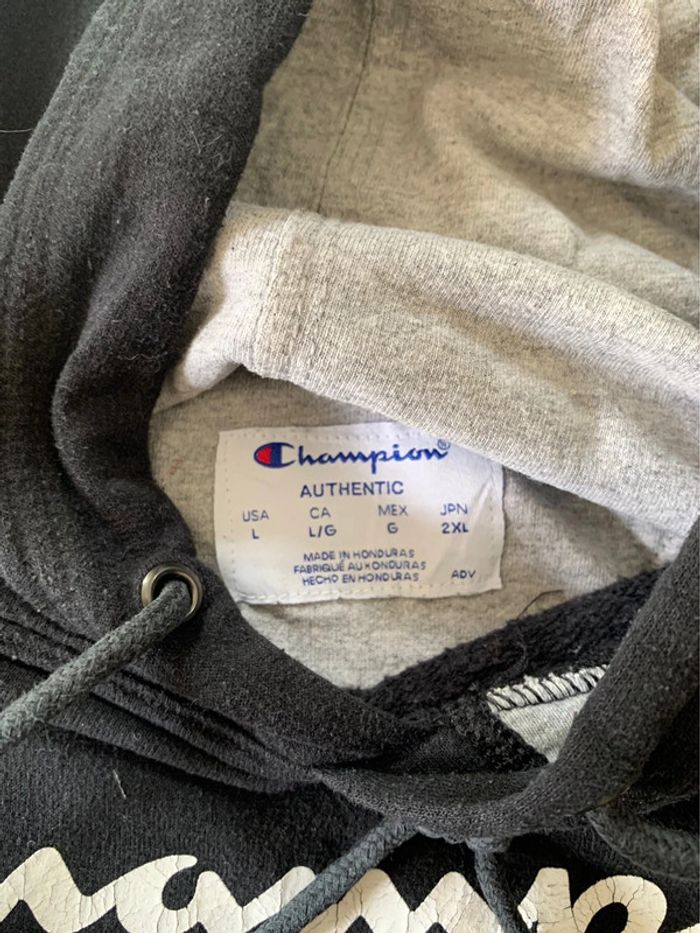 Champion®
AUTHENTIC
USA CA MEX JPN
L L/G G 2XL
MADE IN HONDURAS
FABRIQUÉ AU HONDURAS
HECHO EN HONDURAS ADV